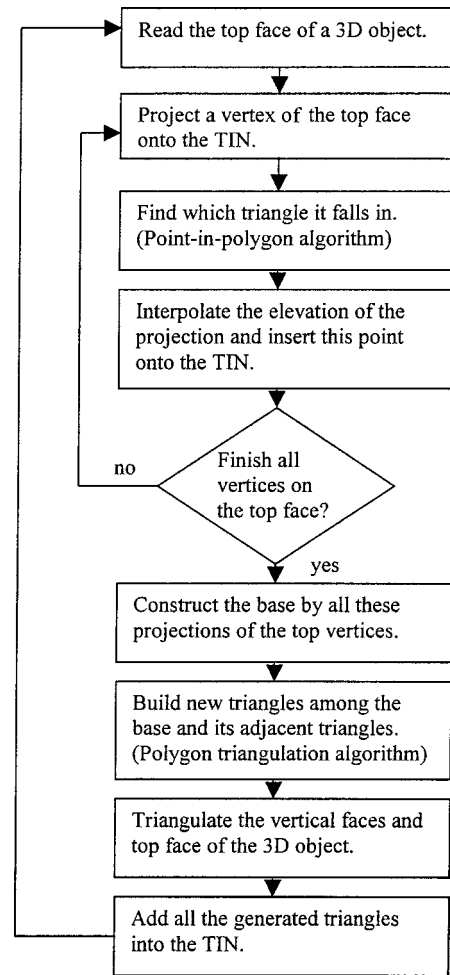 Read the top face of a 3D object.
Project a vertex of the top face
onto the TIN.
Find which triangle it falls in.
(Point-in-polygon algorithm)
Interpolate the elevation of the
projection and insert this point
onto the TIN.
no
Finish all
vertices on
the top face?
yes
Construct the base by all these
projections of the top vertices.
Build new triangles among the
base and its adjacent triangles.
(Polygon triangulation algorithm)
Triangulate the vertical faces and
top face of the 3D object.
Add all the generated triangles
into the TIN.